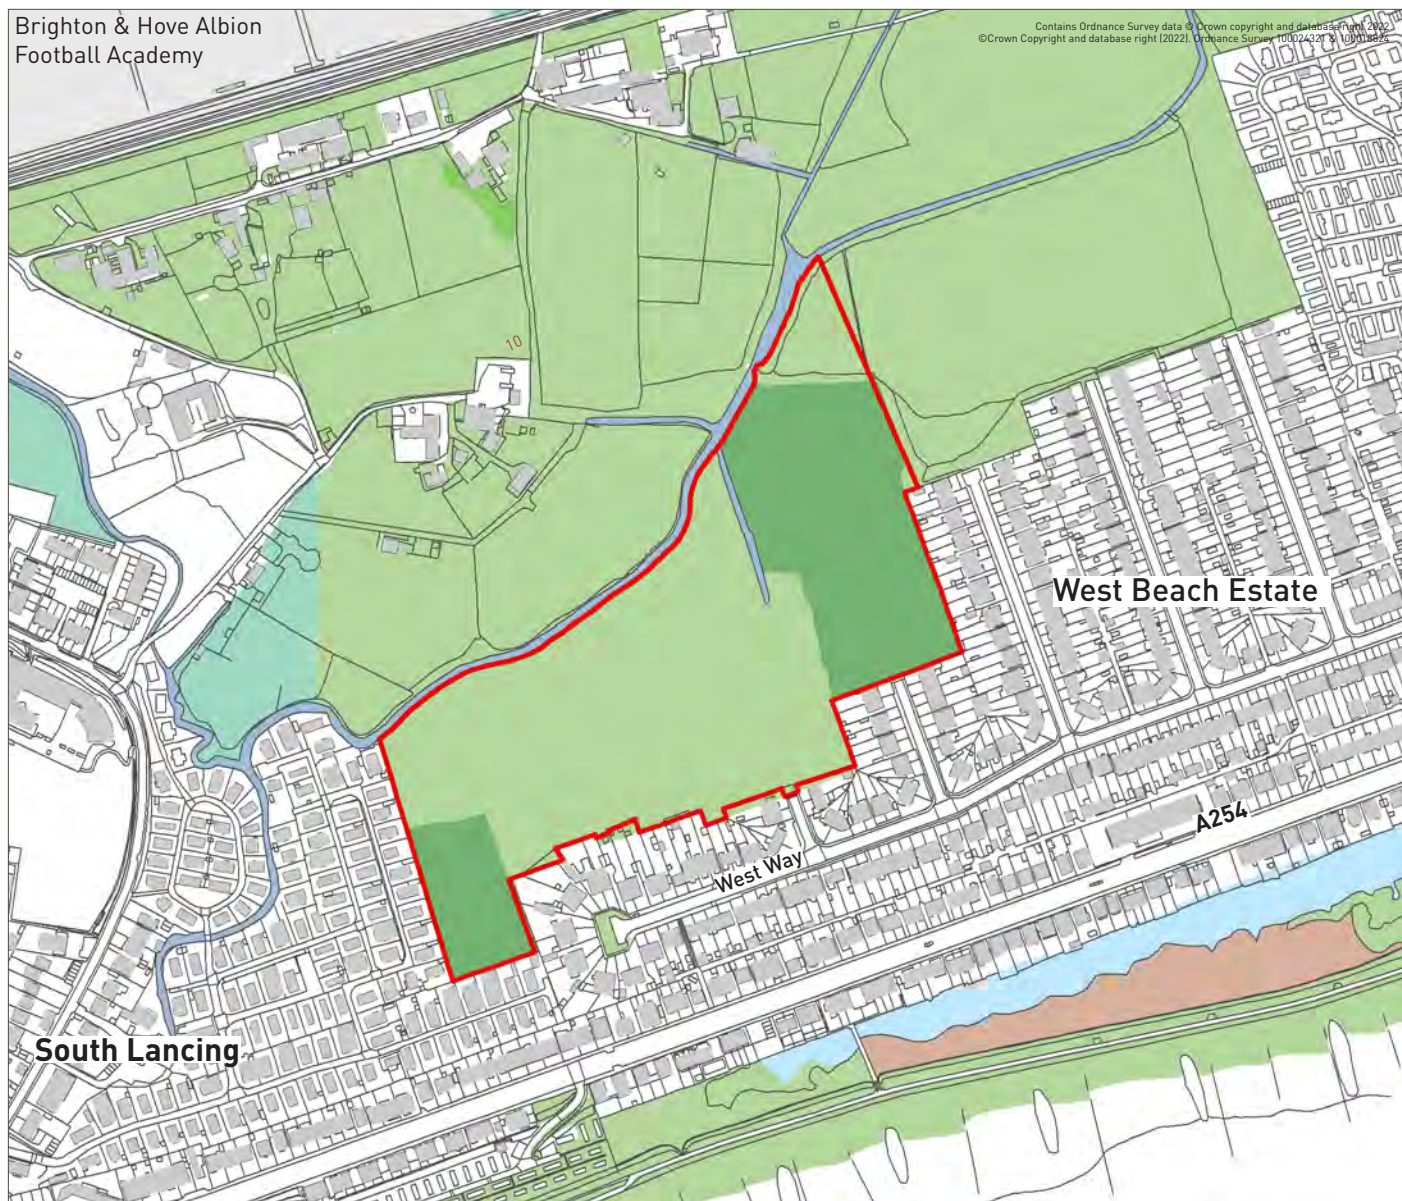 Brighton & Hove Albion
Football Academy
Contains Ordnance Survey data © Crown copyright and database right 2022
©Crown Copyright and database right (2022). Ordnance Survey 100024321 & 100018824
10
West Beach Estate
A254
West Way
South Lancing